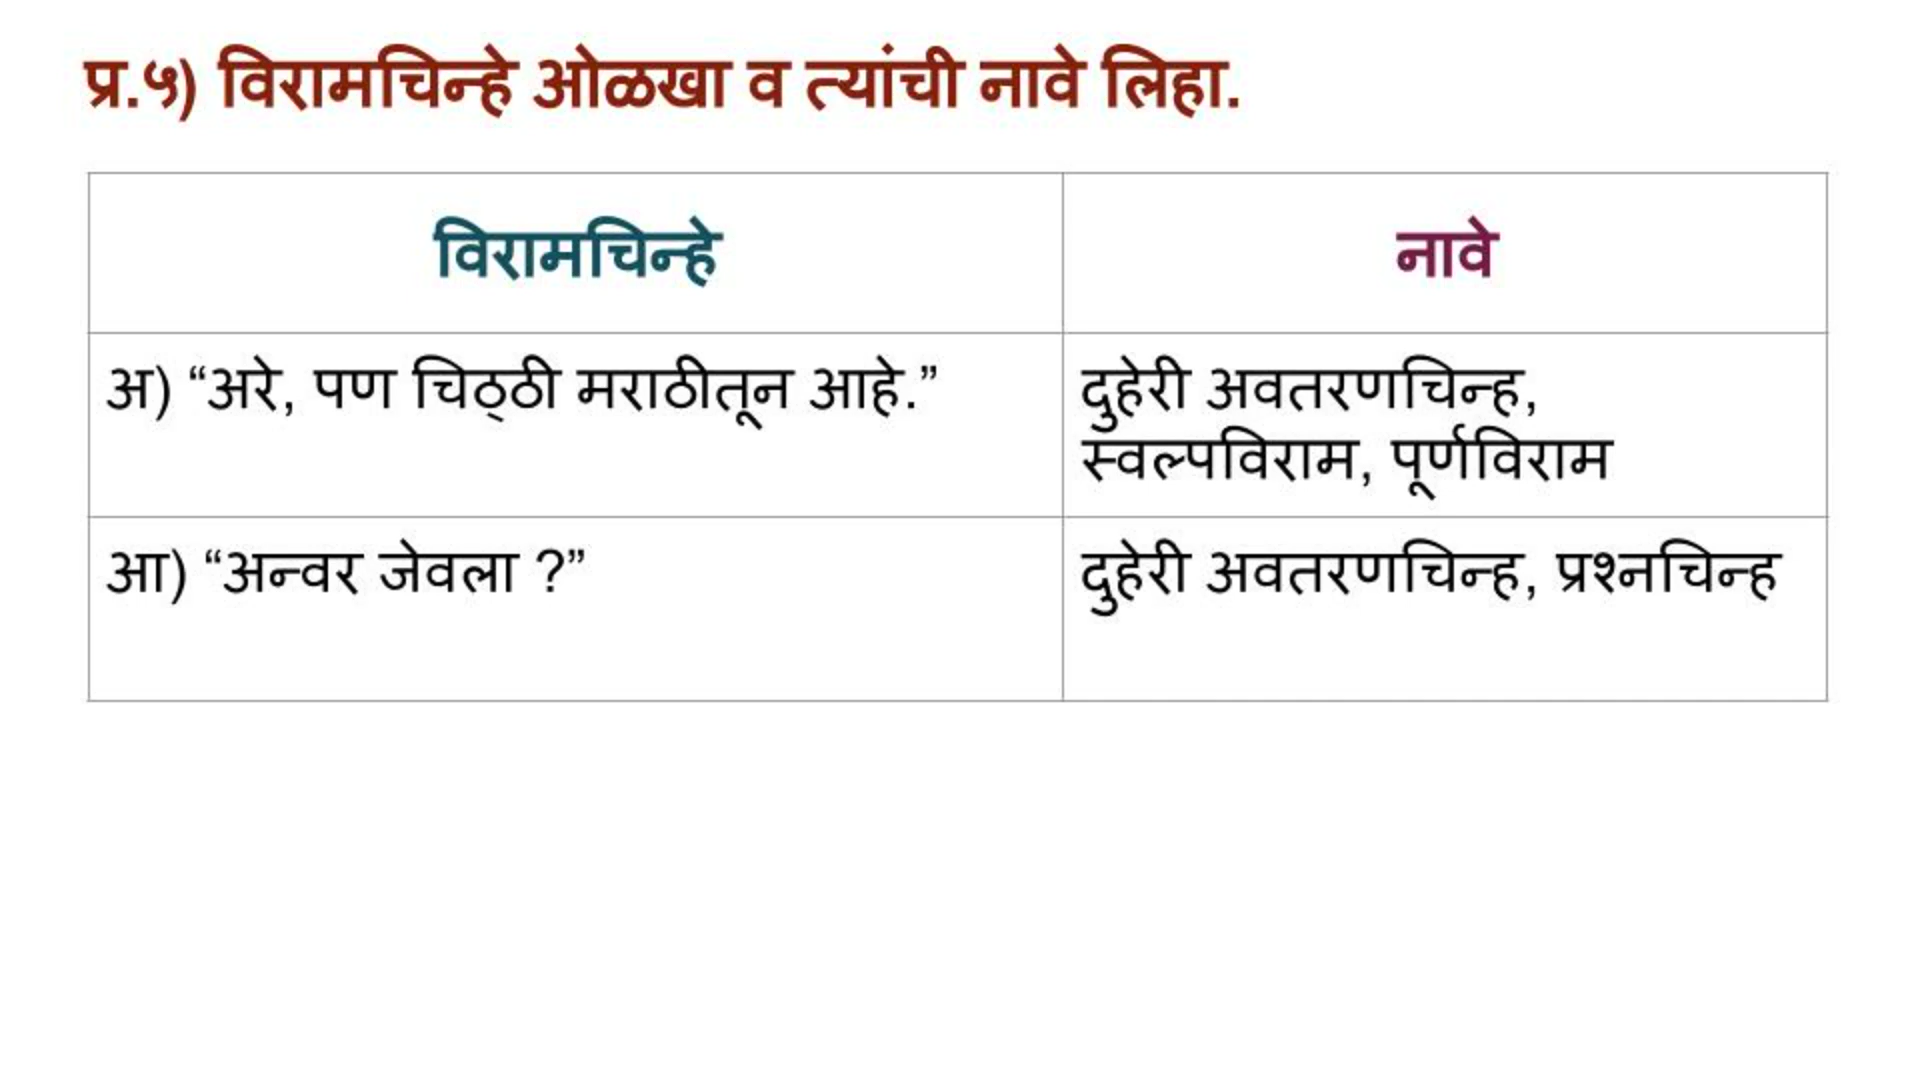 प्र.५) विरामचिन्हे ओळखा व त्यांची नावे लिहा.
विरामचिन्हे
नावे
अ) “अरे, पण चिठ्ठी मराठीतून आहे.”
दुहेरी अवतरणचिन्ह,
स्वल्पविराम, पूर्णविराम
आ) “अन्वर जेवला ?”
दुहेरी अवतरणचिन्ह, प्रश्नचिन्ह